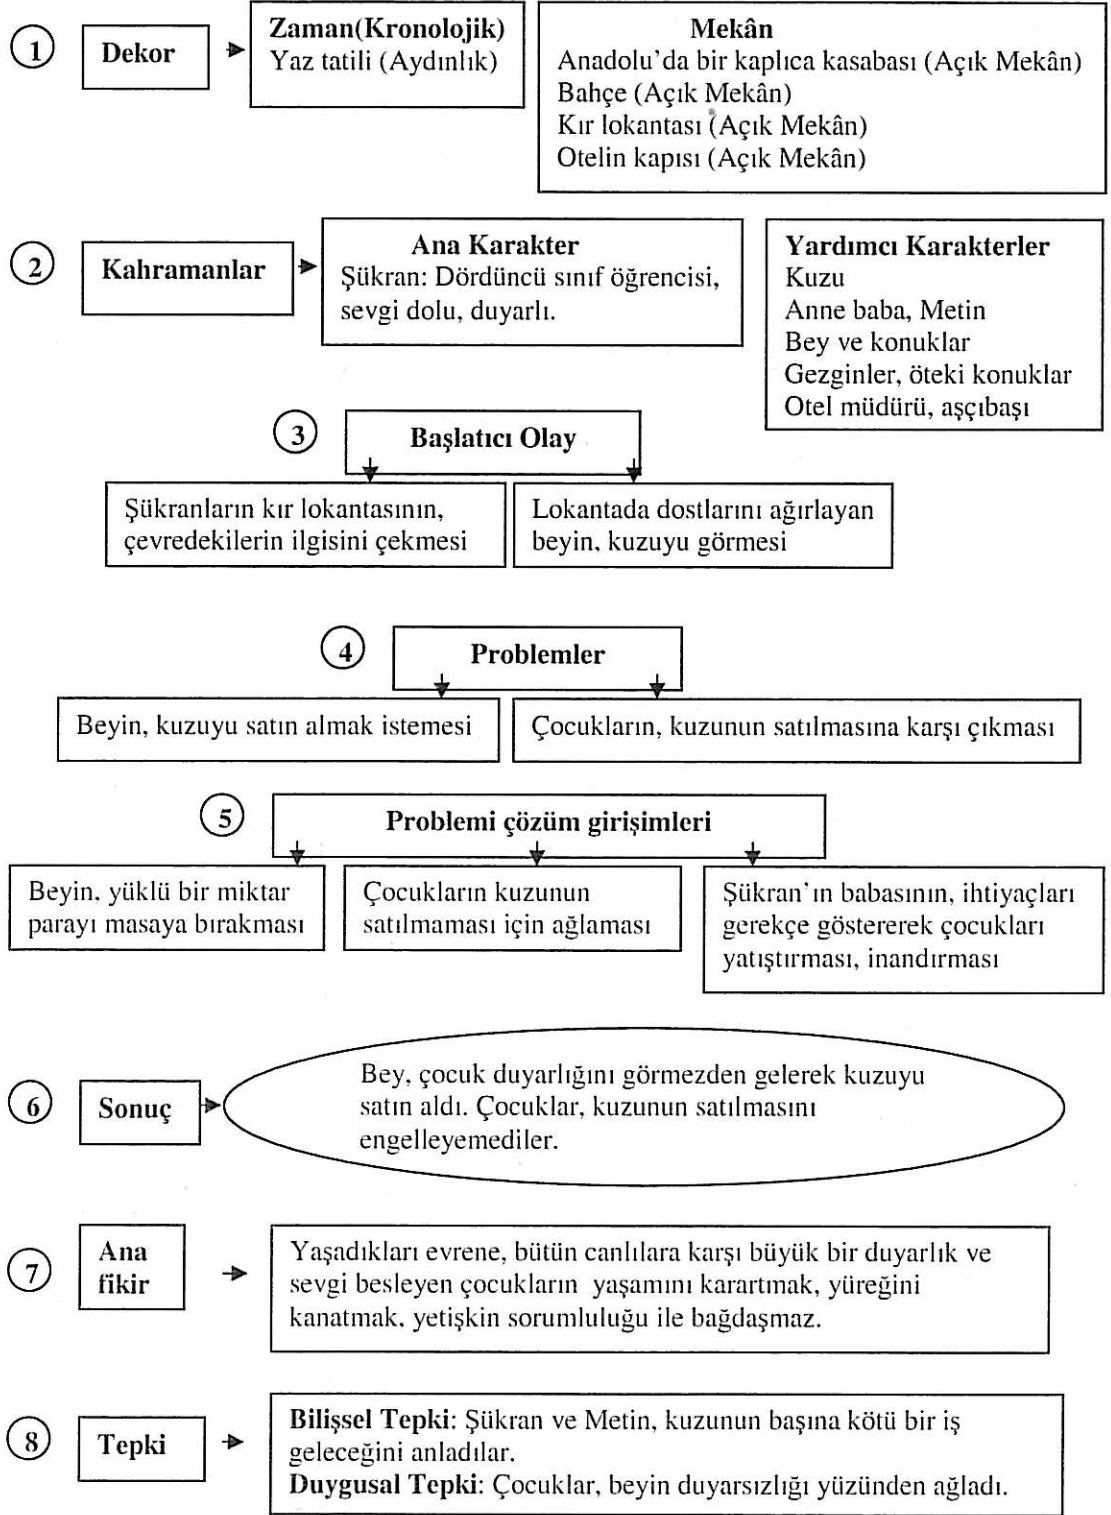 1
Dekor
Zaman(Kronolojik)
Yaz tatili (Aydınlık)
Mekân
Anadolu'da bir kaplıca kasabası (Açık Mekân)
Bahçe (Açık Mekân)
Kır lokantası (Açık Mekân)
Otelin kapısı (Açık Mekân)
2
Kahramanlar
Ana Karakter
Şükran: Dördüncü sınıf öğrencisi,
sevgi dolu, duyarlı.
Yardımcı Karakterler
Kuzu
Anne baba, Metin
Bey ve konuklar
Gezginler, öteki konuklar
Otel müdürü, aşçıbaşı
3
Başlatıcı Olay
Şükranların kır lokantasının,
çevredekilerin ilgisini çekmesi
Lokantada dostlarını ağırlayan
beyin, kuzuyu görmesi
4
Problemler
Beyin, kuzuyu satın almak istemesi
Çocukların, kuzunun satılmasına karşı çıkması
5
Problemi çözüm girişimleri
Beyin, yüklü bir miktar
parayı masaya bırakması
Çocukların kuzunun
satılmaması için ağlaması
Şükran'ın babasının, ihtiyaçları
gerekçe göstererek çocukları
yatıştırması, inandırması
6
Sonuç
Bey, çocuk duyarlığını görmezden gelerek kuzuyu
satın aldı. Çocuklar, kuzunun satılmasını
engelleyemediler.
7
Ana
fikir
Yaşadıkları evrene, bütün canlılara karşı büyük bir duyarlık ve
sevgi besleyen çocukların yaşamını karartmak, yüreğini
kanatmak, yetişkin sorumluluğu ile bağdaşmaz.
8
Tepki
Bilişsel Tepki: Şükran ve Metin, kuzunun başına kötü bir iş
geleceğini anladılar.
Duygusal Tepki: Çocuklar, beyin duyarsızlığı yüzünden ağladı.